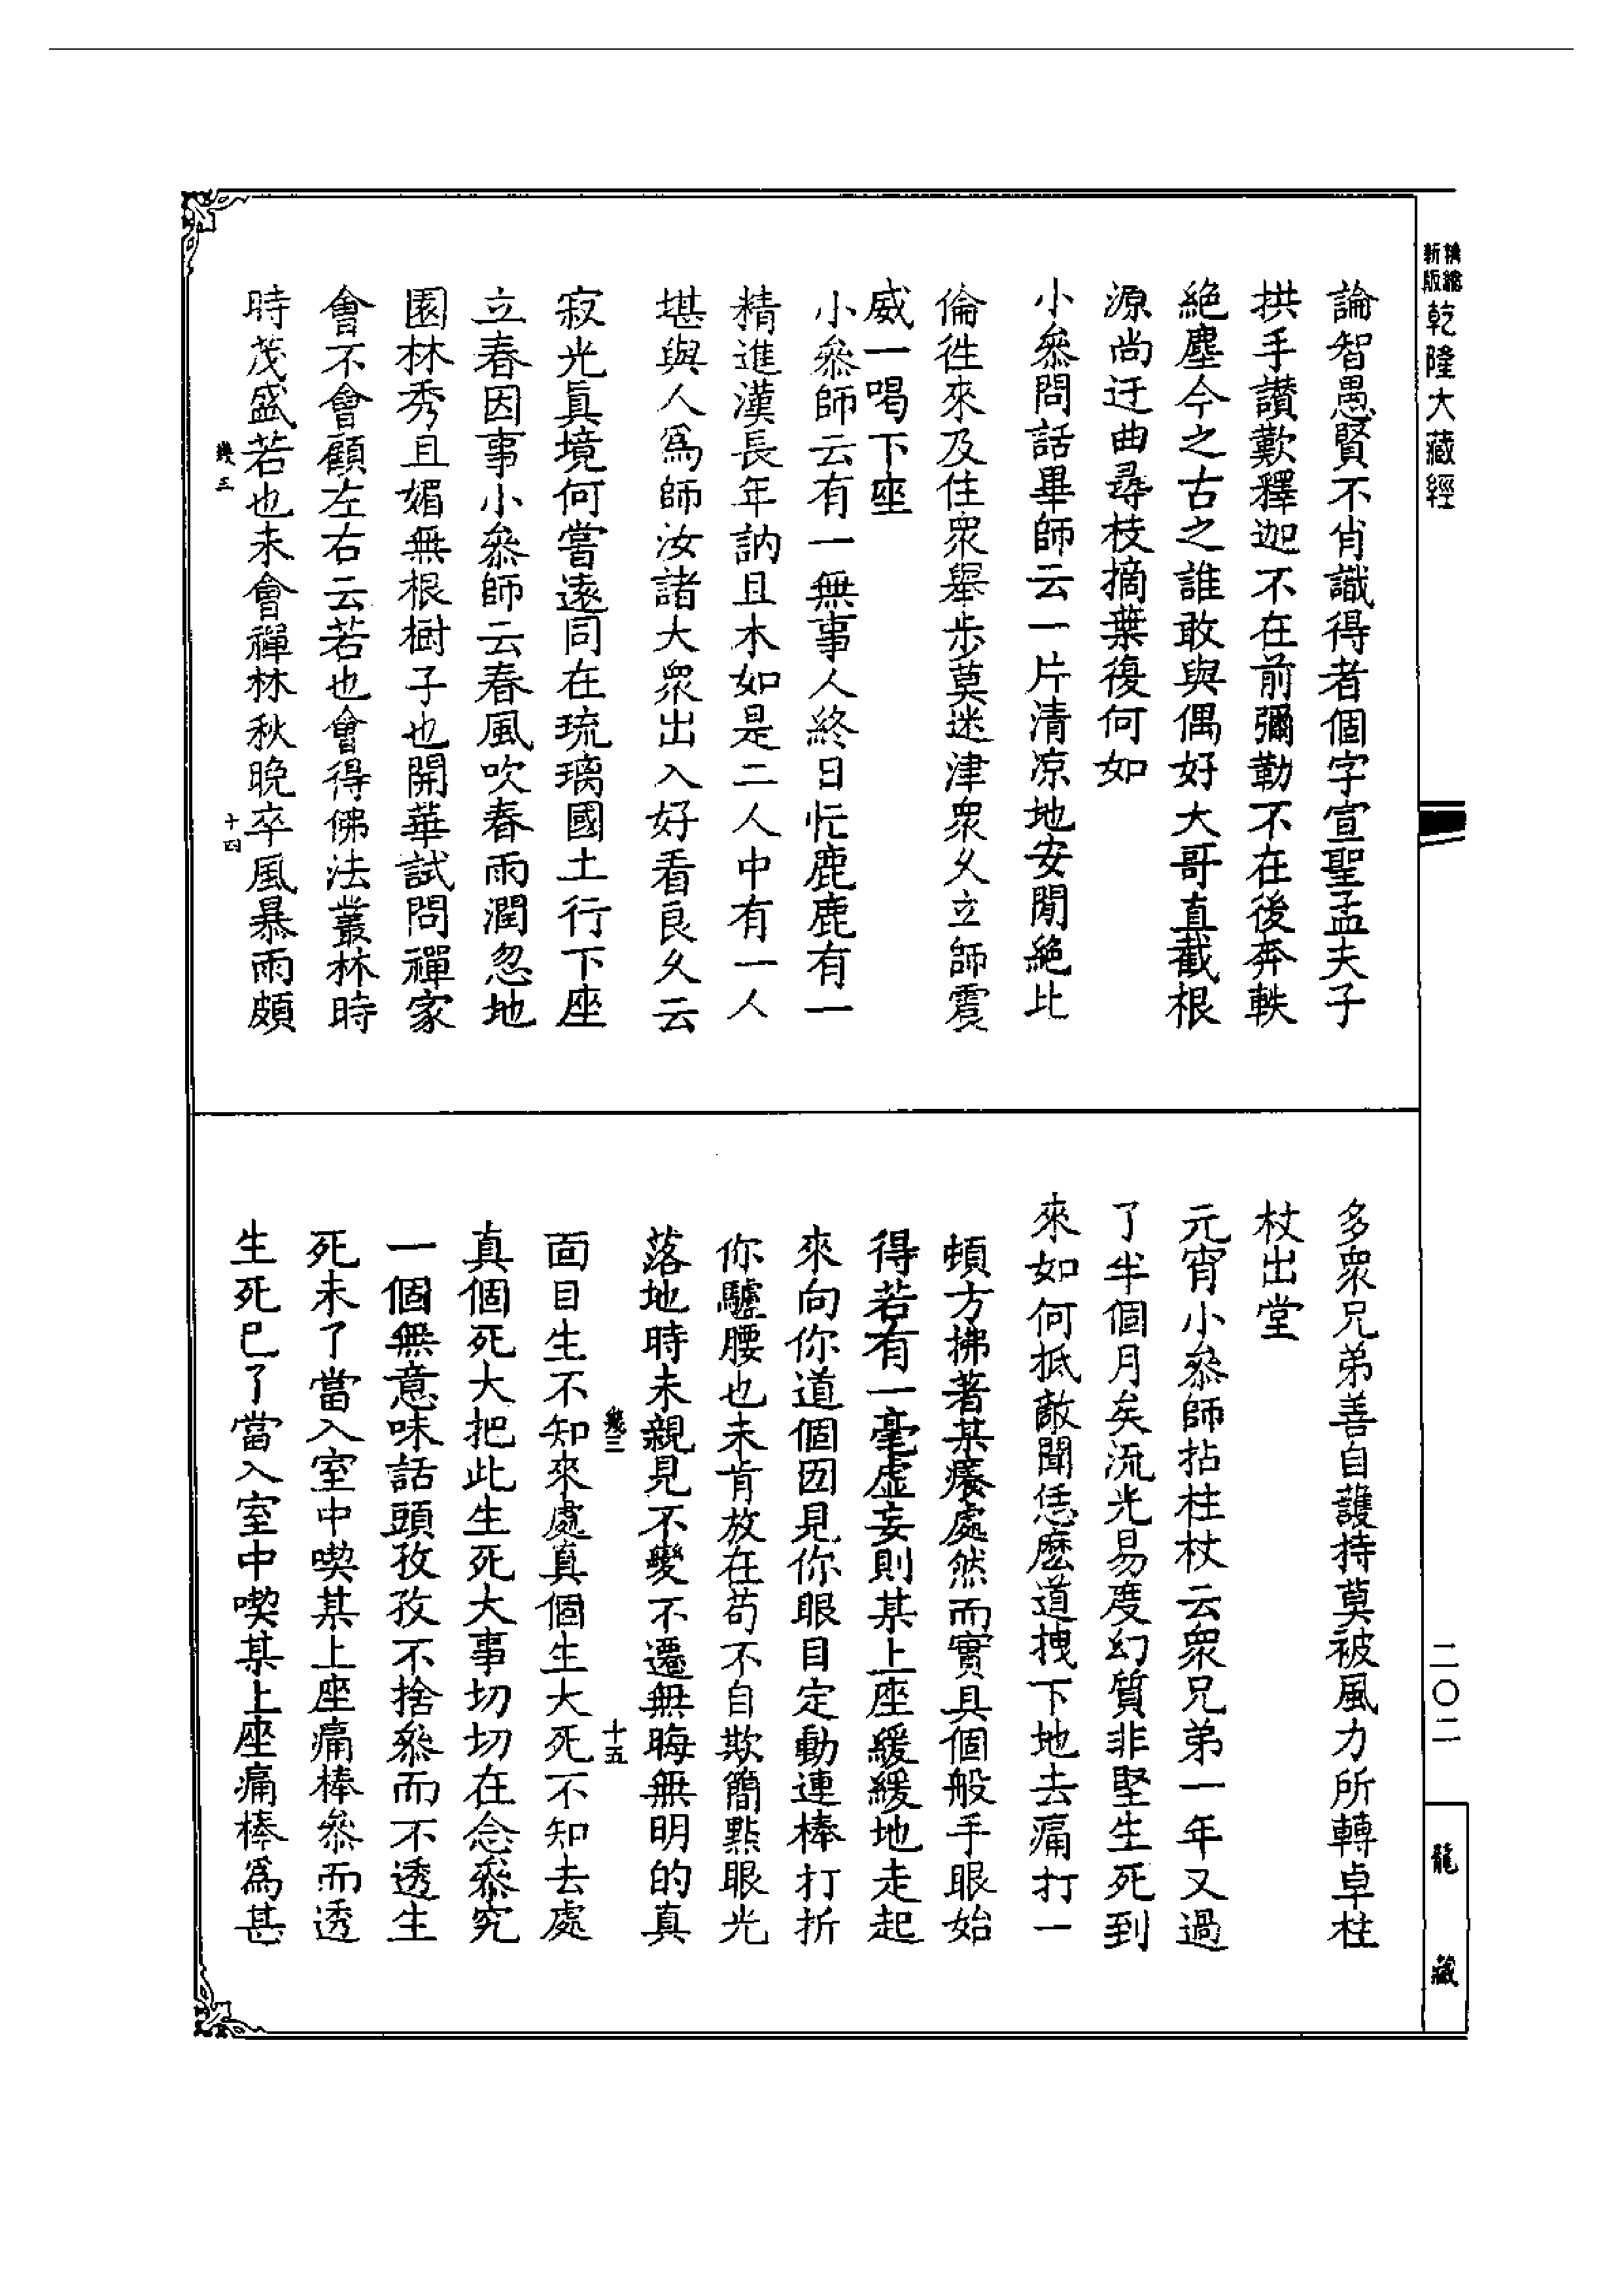 新版精縮
乾隆大藏經
論智愚賢不肖識得者個字宣聖孟夫子
拱手讚歎釋迦不在前彌勒不在後奔軼
絕塵今之古之誰敢與偶好大哥直截根
源尚迂曲尋枝摘葉復何如
小參問話畢師云一片清凉地安閒絕比
倫徃來及住衆舉步莫迷津衆久立師震
威一喝下座
小參師云有一無事人終日忙鹿鹿有一
精進漢長年訥且木如是二人中有一人
堪與人爲師汝諸大衆出入好看良久云
寂光眞境何嘗遠同在琉璃國土行下座
立春因事小參師云春風吹春雨潤忽地
園林秀且媚無根樹子也開華試問禪家
會不會顧左右云若也會得佛法叢林時
時茂盛若也未會禪林秋晚卒風暴雨頗
幾三
十四
多衆兄弟善自護持莫被風力所轉卓柱
杖出堂
元宵小參師拈柱杖云衆兄弟一年又過
了半個月矣流光易度幻質非堅生死到
來如何抵敵聞恁麽道拽下地去痛打一
頓方拂著某癢處然而實具個般手眼始
得若有一毫虛妄則某上座緩緩地走起
來向你道個因見你眼目定動連棒打折
你驢腰也未肯放在苟不自欺簡點眼光
落地時未親見不變不遷無晦無明的真
幾三
十五
面目生不知來處真個生大死不知去處
真個死大把此生死大事切切在念參究
一個無意味話頭孜孜不捨參而不透生
死未了當入室中喫某上座痛棒參而透
生死已了當入室中喫某上座痛棒爲甚
二〇二
龍藏